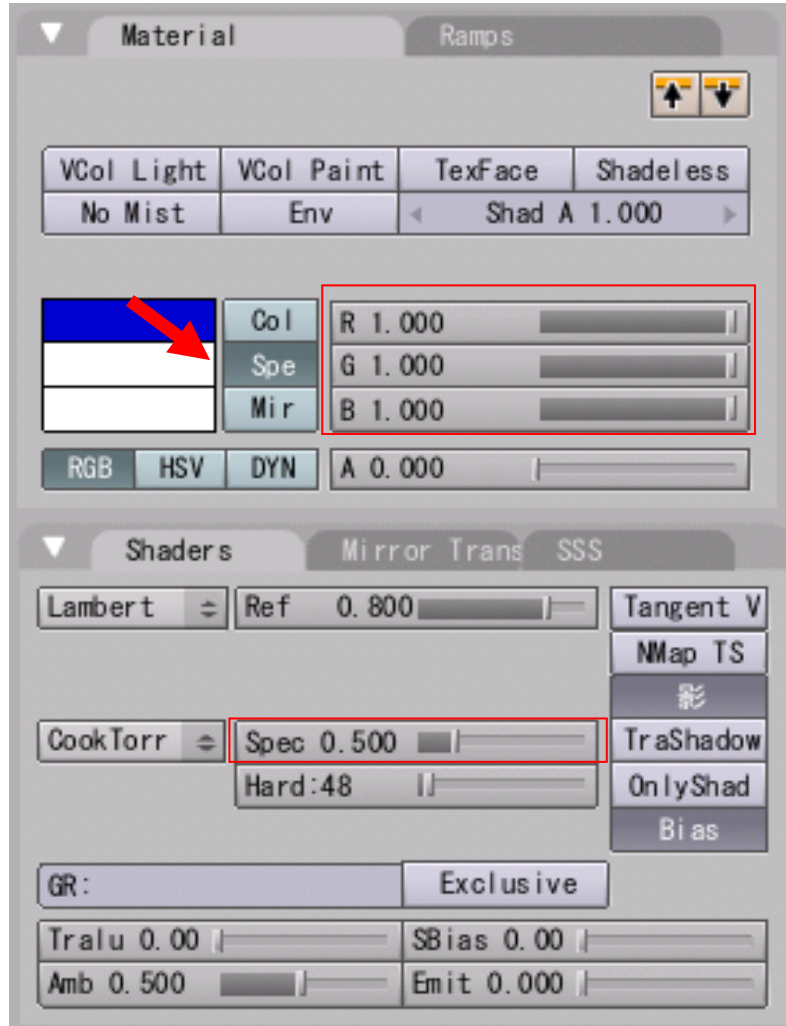 Material Ramps
VCol Light VCol Paint TexFace Shadeless
No Mist Env Shad A 1.000
Col R 1.000
Spe G 1.000
Mir B 1.000
RGB HSV DYN A 0.000
Shaders Mirror Trans SSS
Lambert Ref 0.800 Tangent V
NMap TS
影
CookTorr Spec 0.500 TraShadow
Hard:48 OnlyShad
Bias
GR: Exclusive
Tralu 0.00 SBias 0.00
Amb 0.500 Emit 0.000